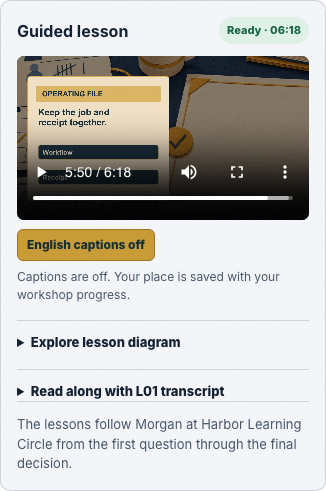 Guided lesson
Ready · 06:18
OPERATING FILE
Keep the job and
receipt together.
Workflow
Receipt
5:50 / 6:18
English captions off
Captions are off. Your place is saved with your
workshop progress.
Explore lesson diagram
Read along with L01 transcript
The lessons follow Morgan at Harbor Learning
Circle from the first question through the final
decision.